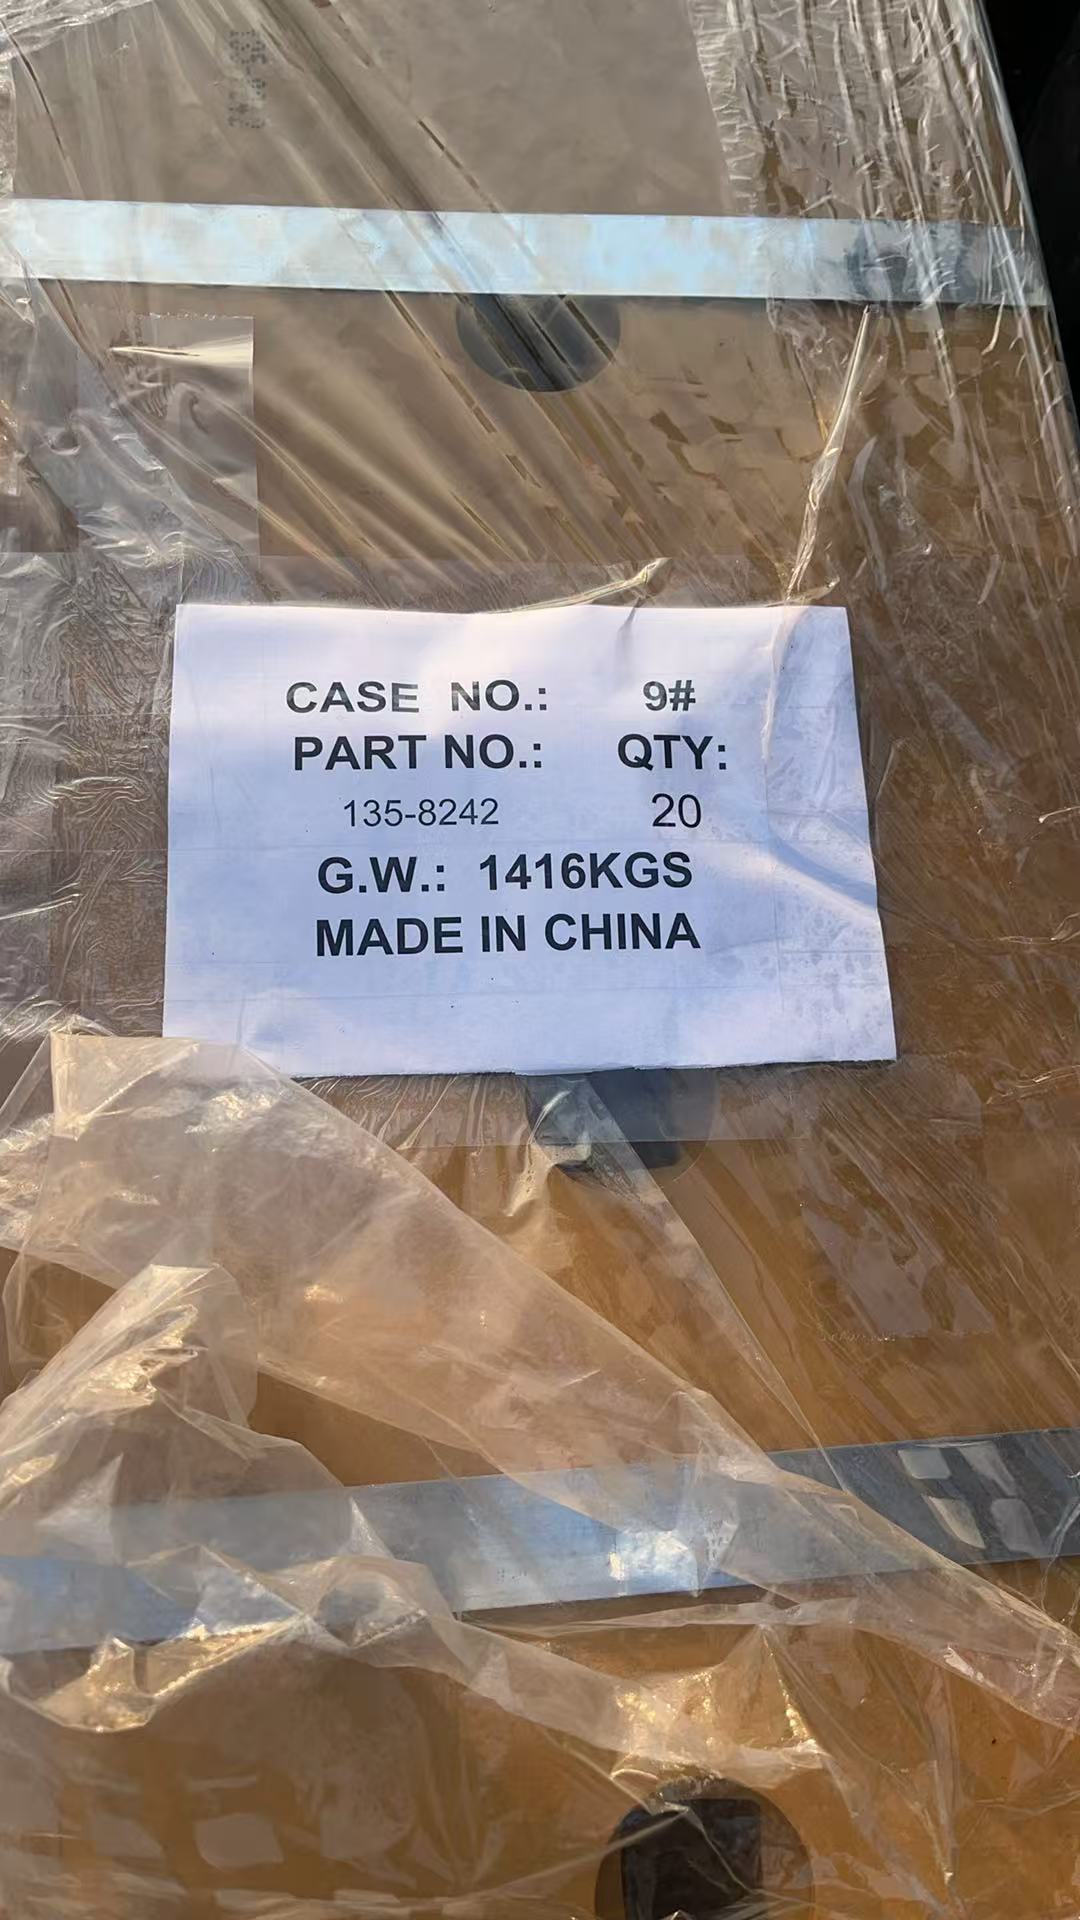 CASE NO.: 9#
PART NO.: QTY:
135-8242 20
G.W.: 1416KGS
MADE IN CHINA